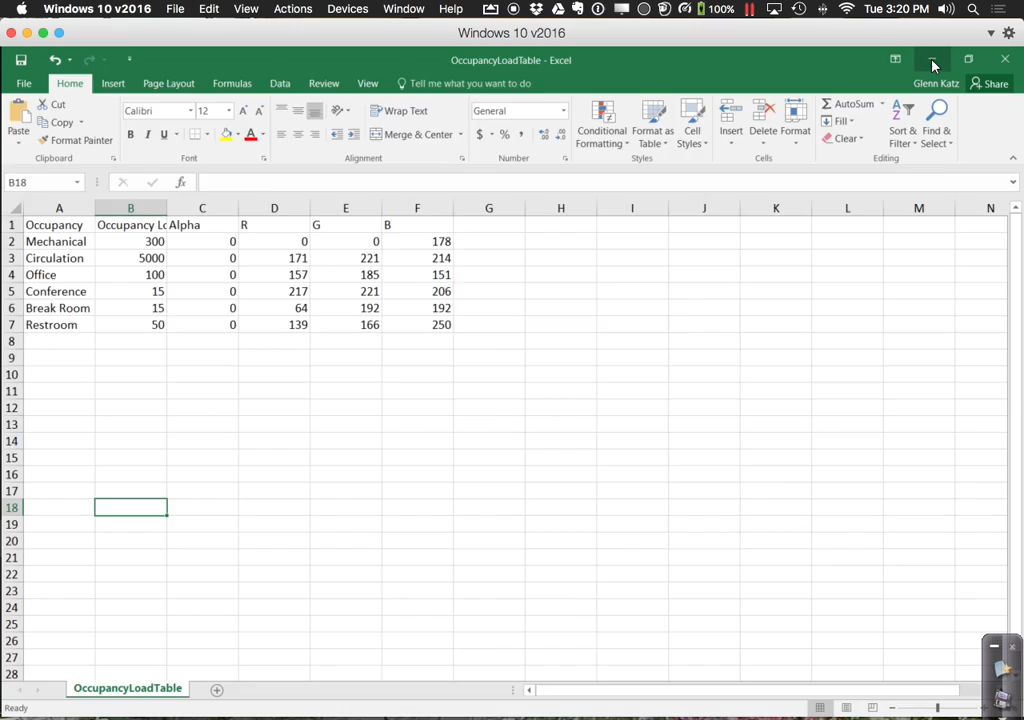 Windows 10 v2016 File Edit View Actions Devices Window Help 100% Tue 3:20 PM
Windows 10 v2016
OccupancyLoadTable - Excel
File Home Insert Page Layout Formulas Data Review View Tell me what you want to do Glenn Katz Share
Paste Cut Copy Format Painter
Calibri 12 A A
B I U A
Wrap Text
Merge & Center
General
$ % ,
Conditional Formatting Format as Table Cell Styles
Insert Delete Format
AutoSum Fill Clear
Sort & Filter Find & Select
Clipboard Font Alignment Number Styles Cells Editing
B18 fx
A B C D E F G H I J K L M N
1 Occupancy Occupancy Lo Alpha R G B
2 Mechanical 300 0 0 0 178
3 Circulation 5000 0 171 221 214
4 Office 100 0 157 185 151
5 Conference 15 0 217 221 206
6 Break Room 15 0 64 192 192
7 Restroom 50 0 139 166 250
8
9
10
11
12
13
14
15
16
17
18
19
20
21
22
23
24
25
26
27
28
OccupancyLoadTable
Ready